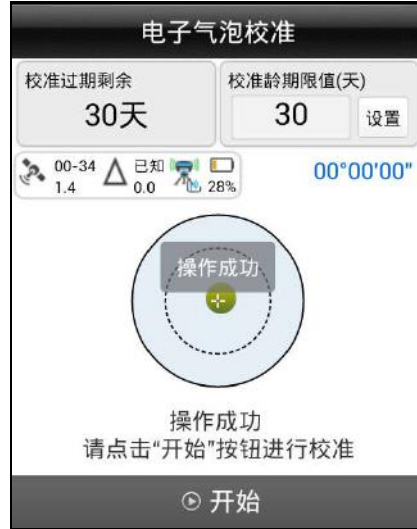 电子气泡校准
校准过期剩余
30天
校准龄期限值(天)
30
设置
00-34
1.4
已知
0.0
28%
00°00'00"
操作成功
操作成功
请点击“开始”按钮进行校准
开始